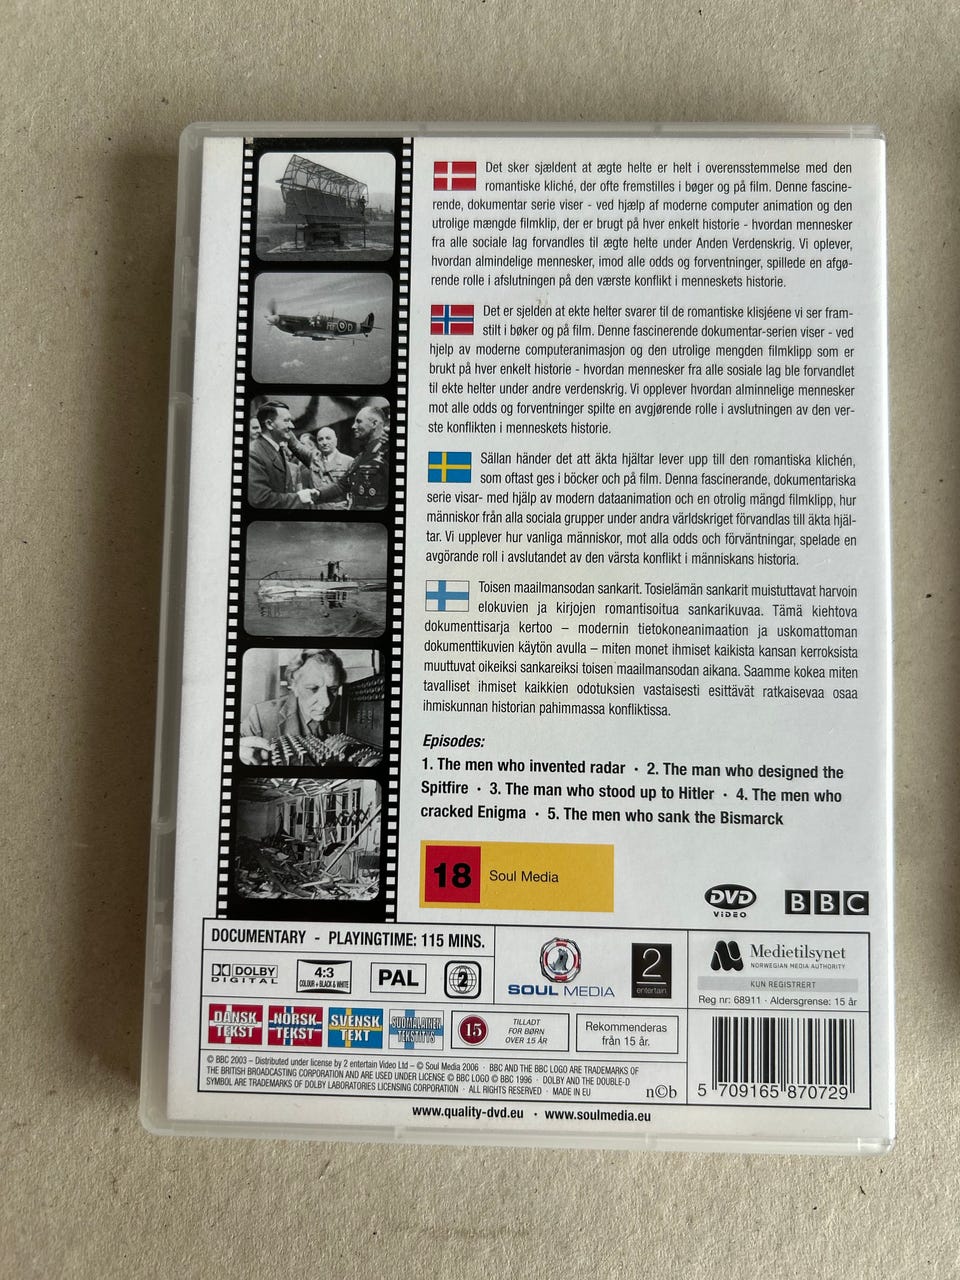 Det sker sjældent at ægte helte er helt i overensstemmelse med den
romantiske kliché, der ofte fremstilles i bøger og på film. Denne fascine-
rende, dokumentar serie viser - ved hjælp af moderne computer animation og den
utrolige mængde filmklip, der er brugt på hver enkelt historie - hvordan mennesker
fra alle sociale lag forvandles til ægte helte under Anden Verdenskrig. Vi oplever,
hvordan almindelige mennesker, imod alle odds og forventninger, spillede en afgø-
rende rolle i afslutningen på den værste konflikt i menneskets historie.
Det er sjelden at ekte helter svarer til de romantiske klisjéene vi ser fram-
stilt i bøker og på film. Denne fascinerende dokumentar-serien viser - ved
hjelp av moderne computeranimasjon og den utrolige mengden filmklipp som er
brukt på hver enkelt historie - hvordan mennesker fra alle sosiale lag ble forvandlet
til ekte helter under andre verdenskrig. Vi opplever hvordan alminnelige mennesker
mot alle odds og forventninger spilte en avgjørende rolle i avslutningen av den ver-
ste konflikten i menneskets historie.
Sällan händer det att äkta hjältar lever upp till den romantiska klichén,
som oftast ges i böcker och på film. Denna fascinerande, dokumentariska
serie visar- med hjälp av modern dataanimation och en otrolig mängd filmklipp, hur
människor från alla sociala grupper under andra världskriget förvandlas till äkta hjäl-
tar. Vi upplever hur vanliga människor, mot alla odds och förväntningar, spelade en
avgörande roll i avslutandet av den värsta konflikt i människans historia.
Toisen maailmansodan sankarit. Tosielämän sankarit muistuttavat harvoin
elokuvien ja kirjojen romantisoitua sankarikuvaa. Tämä kiehtova
dokumenttisarja kertoo – modernin tietokoneanimaation ja uskomattoman
dokumenttikuvien käytön avulla – miten monet ihmiset kaikista kansan kerroksista
muuttuvat oikeiksi sankareiksi toisen maailmansodan aikana. Saamme kokea miten
tavalliset ihmiset kaikkien odotuksien vastaisesti esittävät ratkaisevaa osaa
ihmiskunnan historian pahimmassa konfliktissa.
Episodes:
1. The men who invented radar · 2. The man who designed the
Spitfire · 3. The man who stood up to Hitler · 4. The men who
cracked Enigma · 5. The men who sank the Bismarck
18 Soul Media
DVD VIDEO
BBC
DOCUMENTARY - PLAYINGTIME: 115 MINS.
DOLBY DIGITAL
4:3
COLOUR + BLACK & WHITE
PAL
2
SOUL MEDIA
2 entertain
Medietilsynet
NORWEGIAN MEDIA AUTHORITY
KUN REGISTRERT
Reg nr: 68911 · Aldersgrense: 15 år
DANSK TEKST
NORSK TEKST
SVENSK TEXT
SUOMALAINEN TEKSTITYS
15
TILLADT
FOR BØRN
OVER 15 ÅR
Rekommenderas
från 15 år.
© BBC 2003 – Distributed under license by 2 entertain Video Ltd – © Soul Media 2006 · BBC AND THE BBC LOGO ARE TRADEMARKS OF
THE BRITISH BROADCASTING CORPORATION AND ARE USED UNDER LICENSE © BBC LOGO © BBC 1996 · DOLBY AND THE DOUBLE-D
SYMBOL ARE TRADEMARKS OF DOLBY LABORATORIES LICENSING CORPORATION · ALL RIGHTS RESERVED · MADE IN EU
n©b
5 709165 870729
www.quality-dvd.eu · www.soulmedia.eu